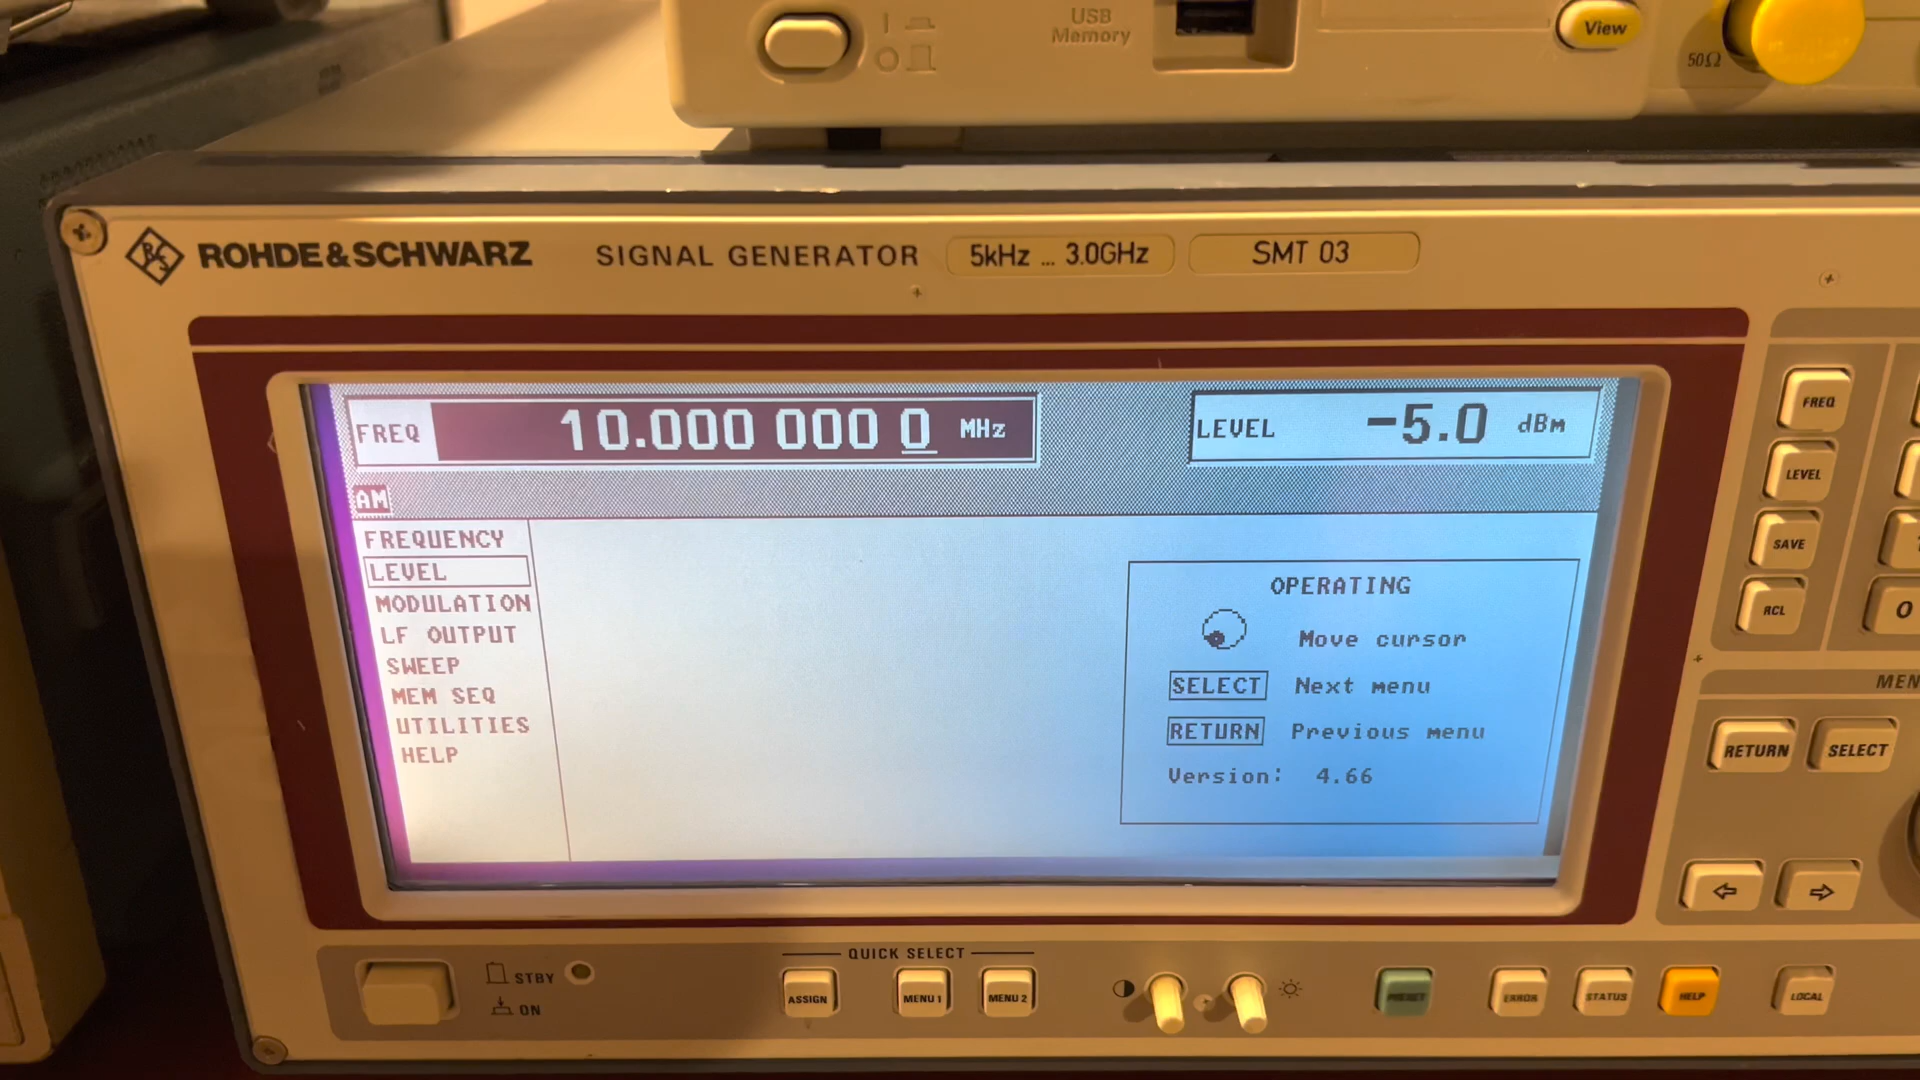 USB
Memory
View
50Ω
ROHDE&SCHWARZ SIGNAL GENERATOR 5kHz ... 3.0GHz SMT 03
FREQ 10.000 000 0 MHz LEVEL -5.0 dBm
AM
FREQUENCY
LEVEL
MODULATION
LF OUTPUT
SWEEP
MEM SEQ
UTILITIES
HELP
OPERATING
Move cursor
SELECT Next menu
RETURN Previous menu
Version: 4.66
FREQ
LEVEL
SAVE
RCL
0
MEN
RETURN SELECT
STBY
ON
QUICK SELECT
ASSIGN MENU 1 MENU 2
PRESET ERROR STATUS HELP LOCAL